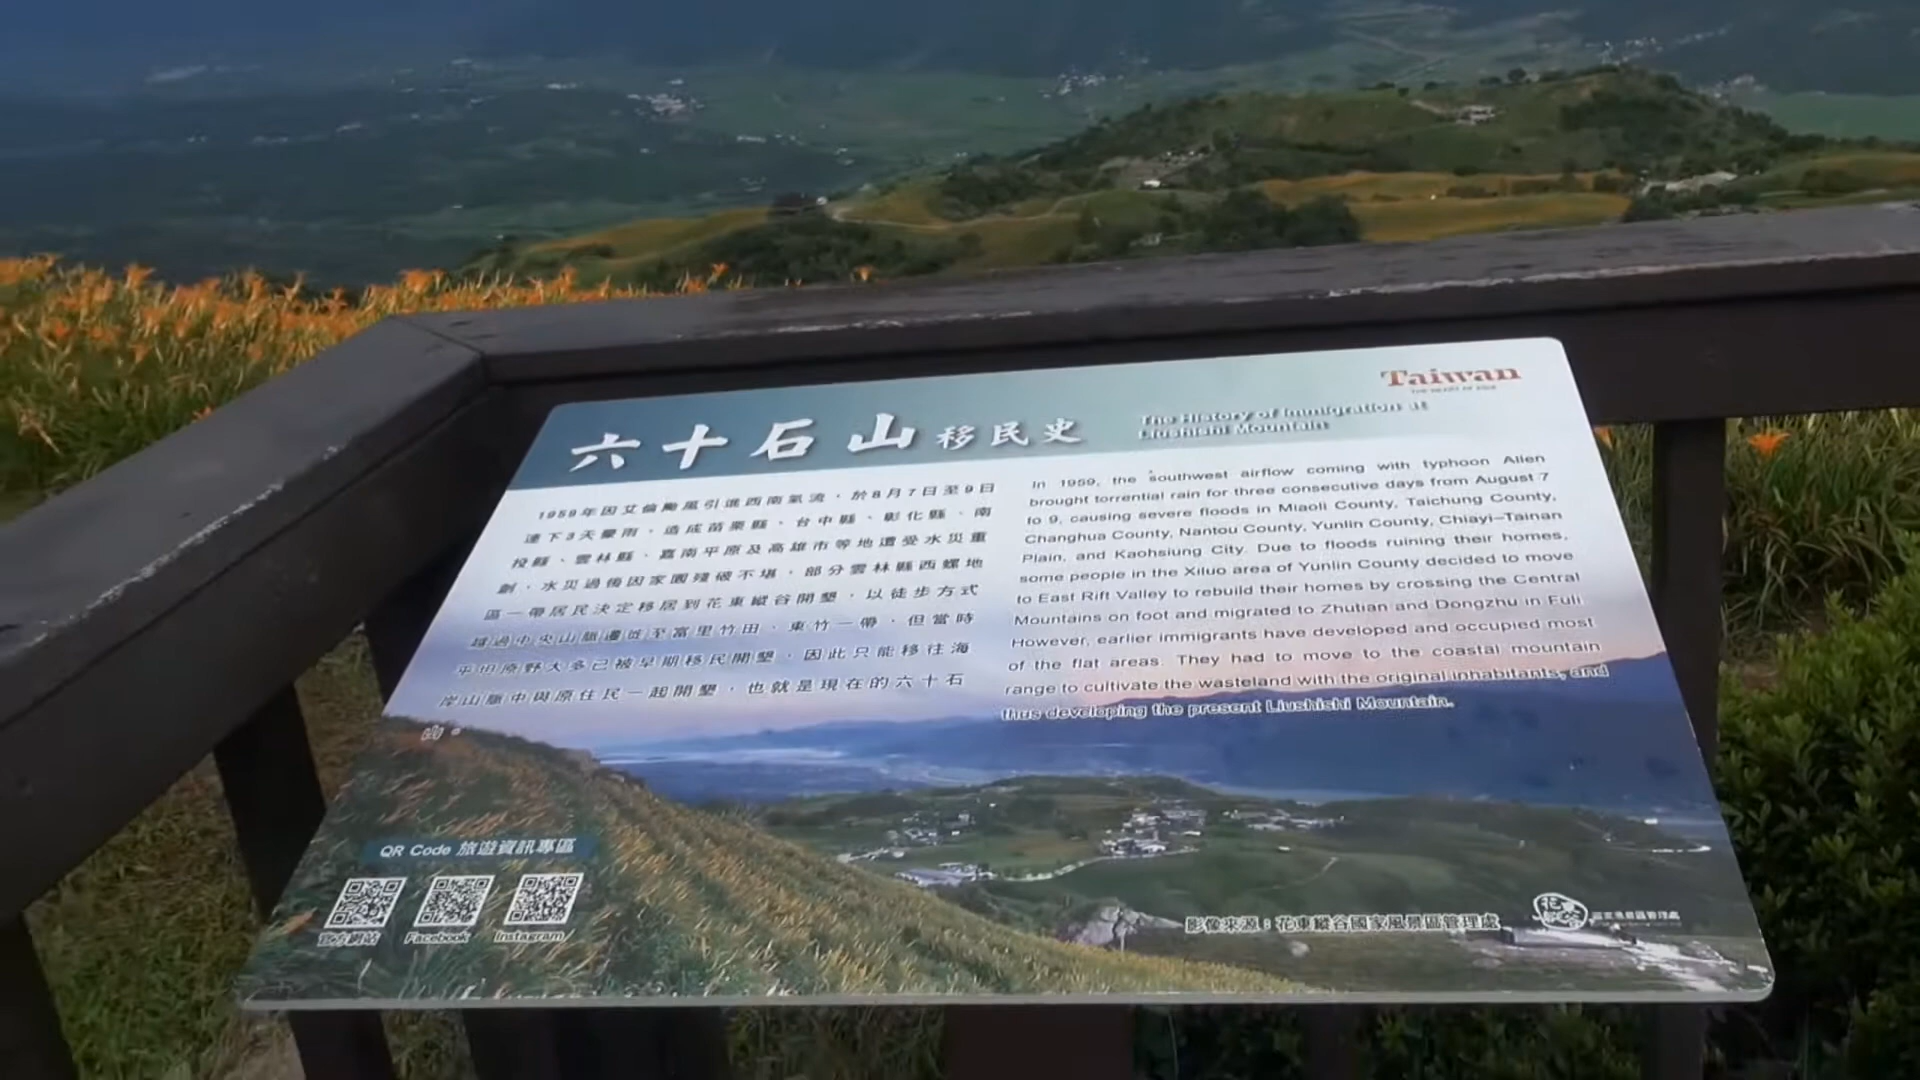 Taiwan
THE HEART OF ASIA
六十石山 移民史
The History of Immigration at
Liushishi Mountain
1959年因艾倫颱風引進西南氣流，於8月7日至9日
連下3天豪雨，造成苗栗縣、台中縣、彰化縣、南
投縣、雲林縣、嘉南平原及高雄市等地遭受水災重
創，水災過後因家園殘破不堪，部分雲林縣西螺地
區一帶居民決定移居到花東縱谷開墾，以徒步方式
越過中央山脈遷徙至富里竹田、東竹一帶，但當時
平坦原野大多已被早期移民開墾，因此只能移往海
岸山脈中與原住民一起開墾，也就是現在的六十石
山。
In 1959, the southwest airflow coming with typhoon Allen
brought torrential rain for three consecutive days from August 7
to 9, causing severe floods in Miaoli County, Taichung County,
Changhua County, Nantou County, Yunlin County, Chiayi–Tainan
Plain, and Kaohsiung City. Due to floods ruining their homes,
some people in the Xiluo area of Yunlin County decided to move
to East Rift Valley to rebuild their homes by crossing the Central
Mountains on foot and migrated to Zhutian and Dongzhu in Fuli.
However, earlier immigrants have developed and occupied most
of the flat areas. They had to move to the coastal mountain
range to cultivate the wasteland with the original inhabitants, and
thus developing the present Liushishi Mountain.
QR Code 旅遊資訊專區
官方網站 Facebook Instagram
影像來源：花東縱谷國家風景區管理處